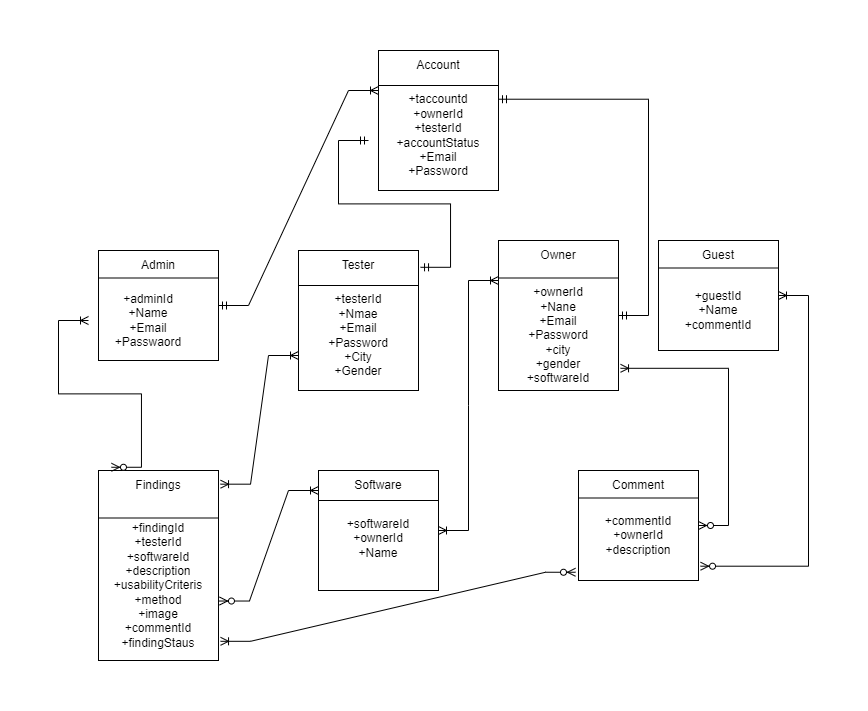 Account
+taccountd
+ownerId
+testerId
+accountStatus
+Email
+Password
Admin
+adminId
+Name
+Email
+Passwaord
Tester
+testerId
+Nmae
+Email
+Password
+City
+Gender
Owner
+ownerId
+Nane
+Email
+Password
+city
+gender
+softwareId
Guest
+guestId
+Name
+commentId
Findings
+findingId
+testerId
+softwareId
+description
+usabilityCriteris
+method
+image
+commentId
+findingStaus
Software
+softwareId
+ownerId
+Name
Comment
+commentId
+ownerId
+description